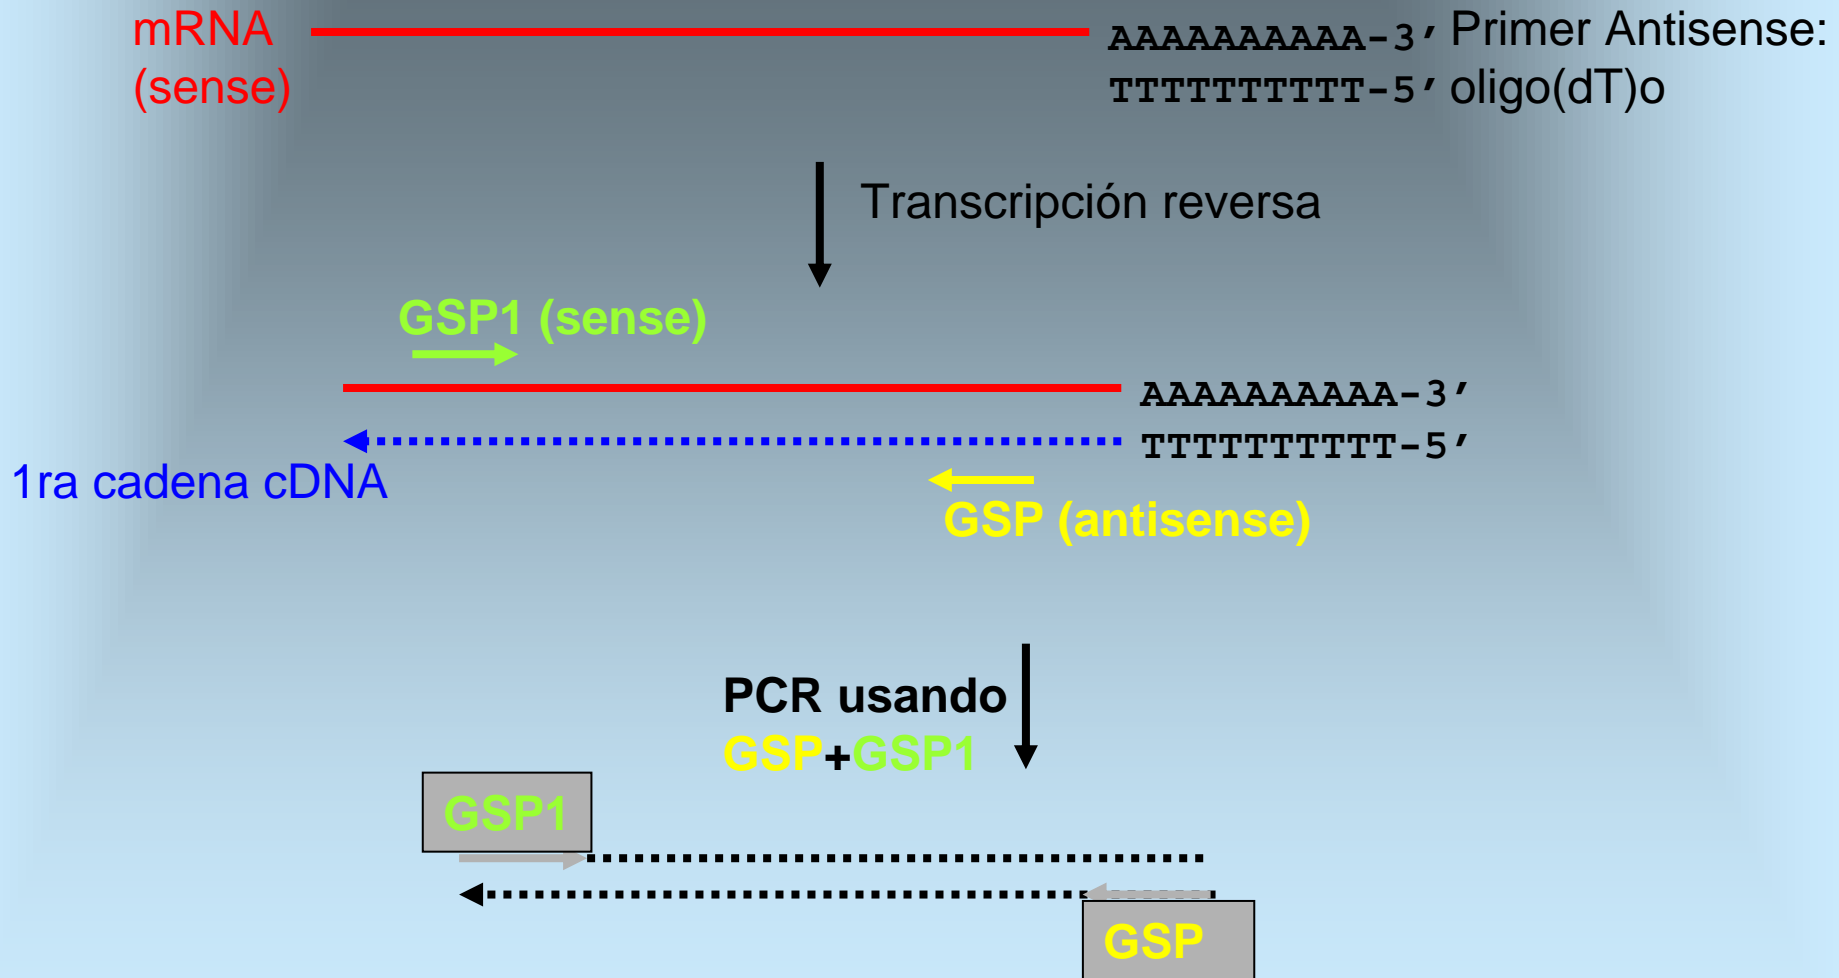 mRNA
(sense)
AAAAAAAAAA-3’ Primer Antisense:
TTTTTTTTTT-5’ oligo(dT)o
Transcripción reversa
GSP1 (sense)
AAAAAAAAAA-3’
TTTTTTTTTT-5’
1ra cadena cDNA
GSP (antisense)
PCR usando
GSP+GSP1
GSP1
GSP